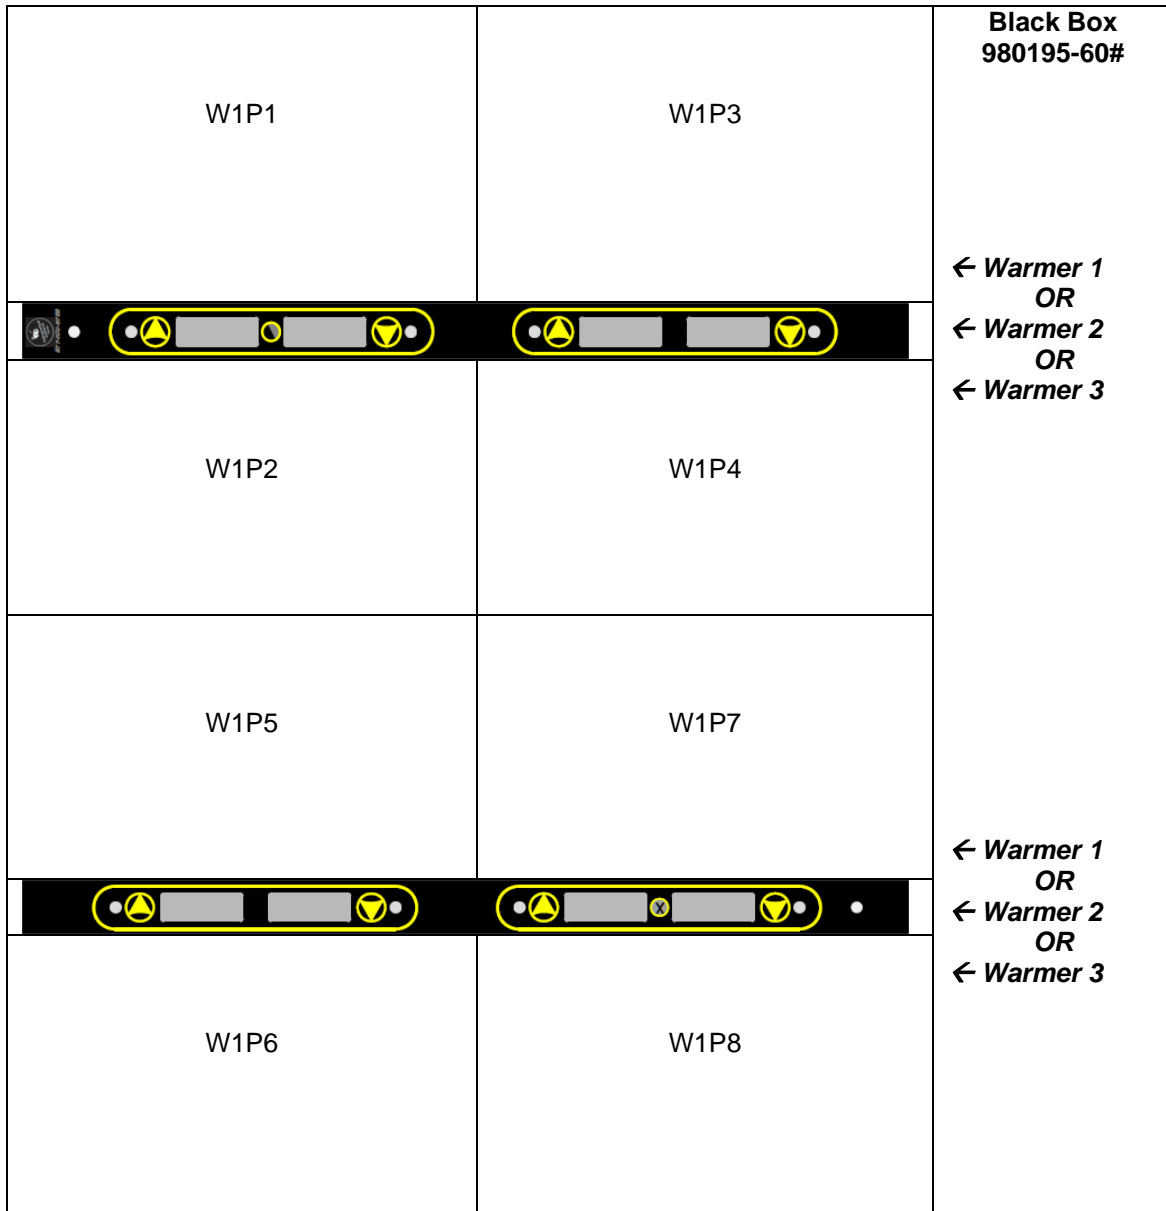 Black Box
980195-60#
W1P1 W1P3
← Warmer 1
OR
← Warmer 2
OR
← Warmer 3
W1P2 W1P4
W1P5 W1P7
← Warmer 1
OR
← Warmer 2
OR
← Warmer 3
X
W1P6 W1P8